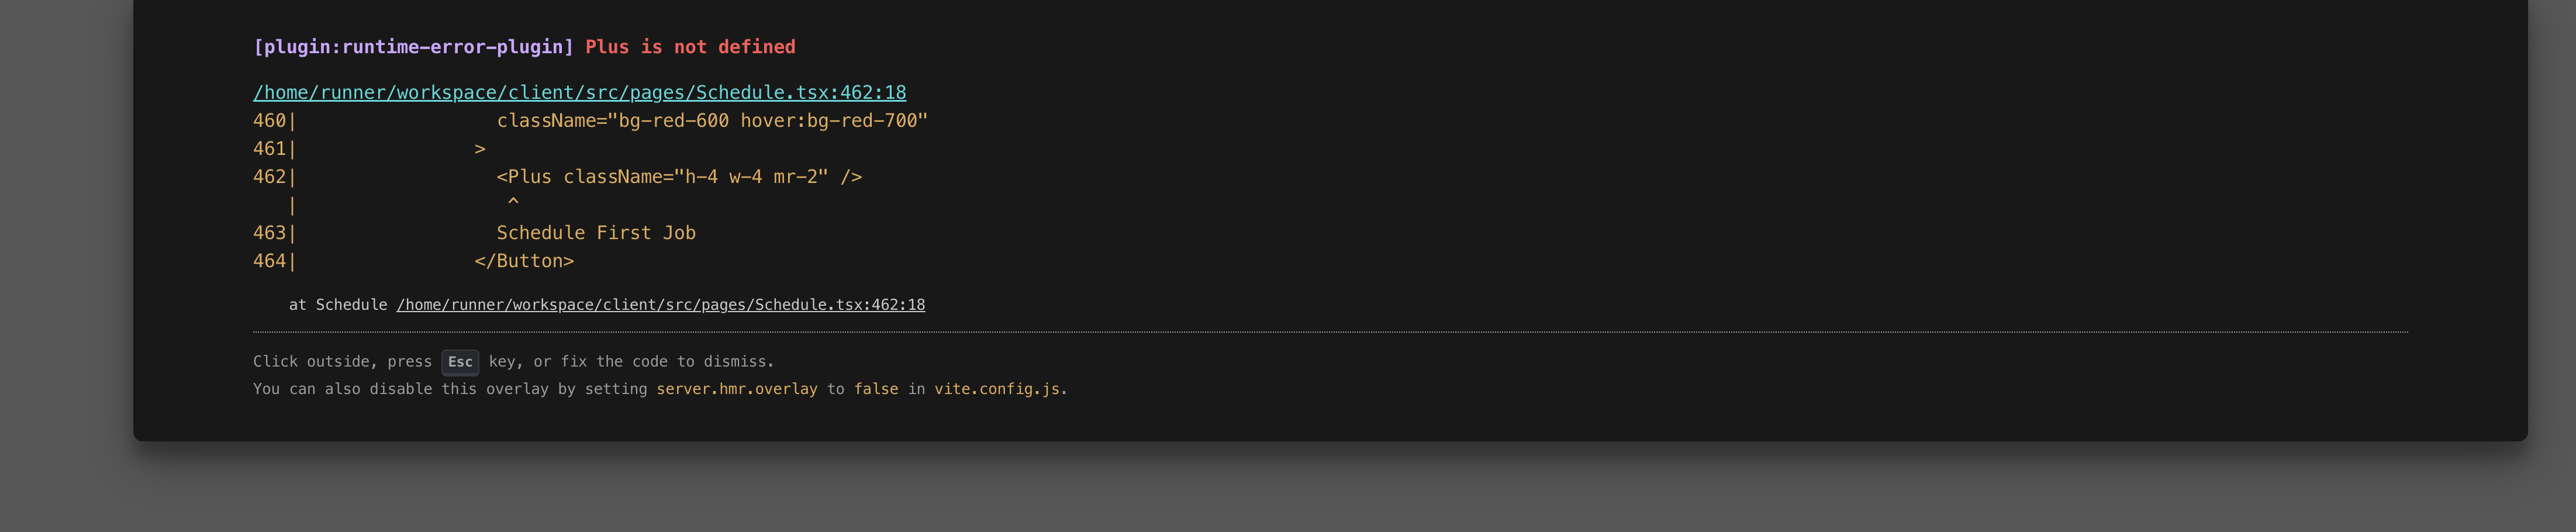 [plugin:runtime-error-plugin] Plus is not defined
/home/runner/workspace/client/src/pages/Schedule.tsx:462:18
460|                  className="bg-red-600 hover:bg-red-700"
461|                >
462|                  <Plus className="h-4 w-4 mr-2" />
   |                   ^
463|                  Schedule First Job
464|                </Button>
at Schedule /home/runner/workspace/client/src/pages/Schedule.tsx:462:18
Click outside, press Esc key, or fix the code to dismiss.
You can also disable this overlay by setting server.hmr.overlay to false in vite.config.js.